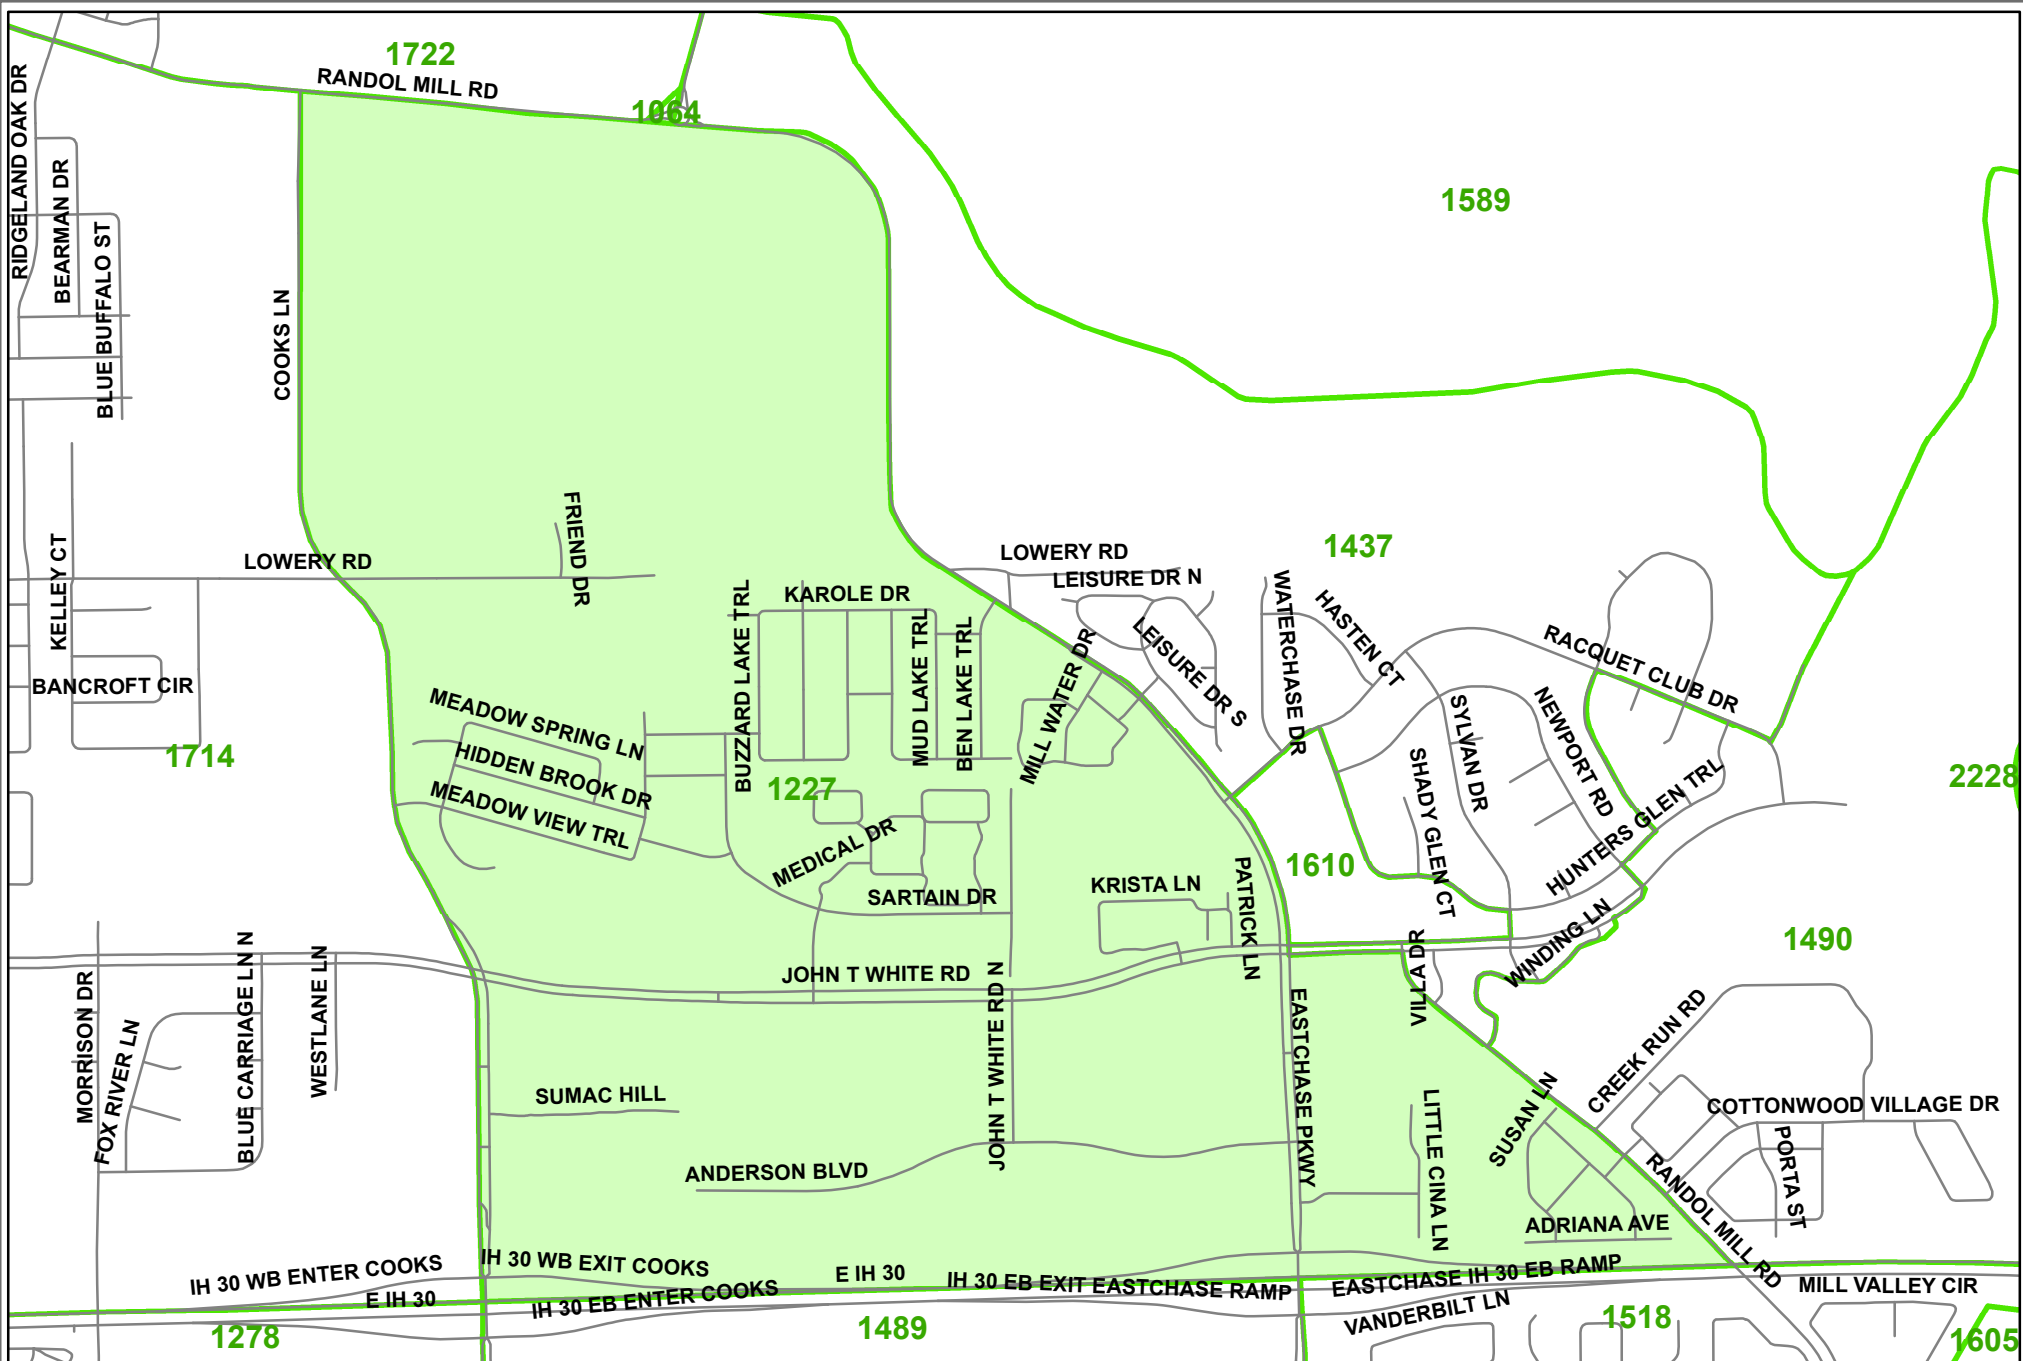 1722
RANDOL MILL RD
1064
RIDGELAND OAK DR
BEARMAN DR
BLUE BUFFALO ST
COOKS LN
1589
KELLEY CT
LOWERY RD
FRIEND DR
LOWERY RD
1437
LEISURE DR N
LEISURE DR S
WATERCHASE DR
HASTEN CT
RACQUET CLUB DR
KAROLE DR
BUZZARD LAKE TRL
MUD LAKE TRL
BEN LAKE TRL
MILL WATER DR
BANCROFT CIR
1714
MEADOW SPRING LN
HIDDEN BROOK DR
MEADOW VIEW TRL
1227
SYLVAN DR
NEWPORT RD
SHADY GLEN CT
HUNTERS GLEN TRL
2228
MEDICAL DR
SARTAIN DR
KRISTA LN
PATRICK LN
1610
WINDING LN
VILLA DR
1490
MORRISON DR
FOX RIVER LN
BLUE CARRIAGE LN N
WESTLANE LN
JOHN T WHITE RD
JOHN T WHITE RD N
EASTCHASE PKWY
SUMAC HILL
ANDERSON BLVD
LITTLE CINA LN
SUSAN LN
CREEK RUN RD
COTTONWOOD VILLAGE DR
PORTA ST
RANDOL MILL RD
ADRIANA AVE
IH 30 WB ENTER COOKS
IH 30 WB EXIT COOKS
E IH 30
E IH 30
IH 30 EB ENTER COOKS
IH 30 EB EXIT EASTCHASE RAMP
EASTCHASE IH 30 EB RAMP
MILL VALLEY CIR
VANDERBILT LN
1278
1489
1518
1605